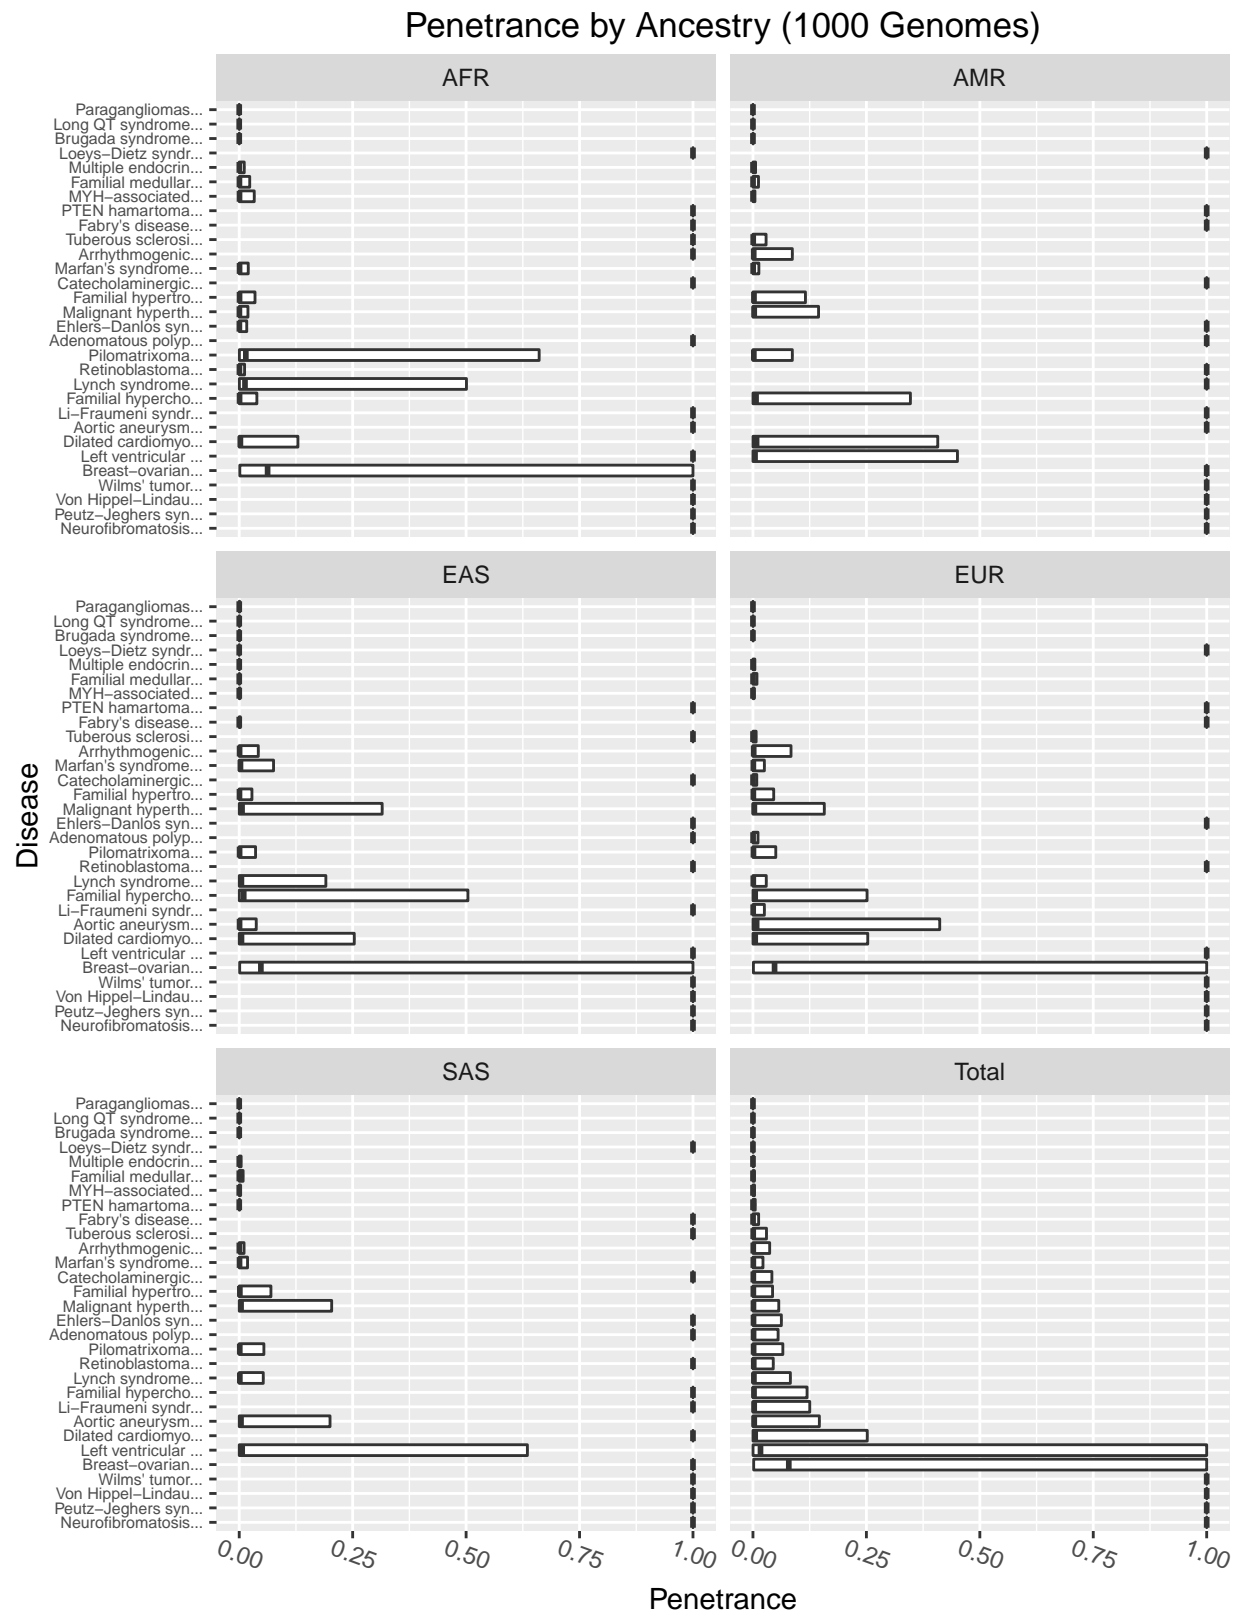 Penetrance by Ancestry (1000 Genomes)
AFR
AMR
Paragangliomas...
Long QT syndrome...
Brugada syndrome...
Loeys−Dietz syndr...
Multiple endocrin...
Familial medullar...
MYH−associated...
PTEN hamartoma...
Fabry's disease...
Tuberous sclerosi...
Arrhythmogenic...
Marfan's syndrome...
Catecholaminergic...
Familial hypertro...
Malignant hyperth...
Ehlers−Danlos syn...
Adenomatous polyp...
Pilomatrixoma...
Retinoblastoma...
Lynch syndrome...
Familial hypercho...
Li−Fraumeni syndr...
Aortic aneurysm...
Dilated cardiomyo...
Left ventricular ...
Breast−ovarian...
Wilms' tumor...
Von Hippel−Lindau...
Peutz−Jeghers syn...
Neurofibromatosis...
EAS
EUR
Paragangliomas...
Long QT syndrome...
Brugada syndrome...
Loeys−Dietz syndr...
Multiple endocrin...
Familial medullar...
MYH−associated...
PTEN hamartoma...
Fabry's disease...
Tuberous sclerosi...
Arrhythmogenic...
Marfan's syndrome...
Catecholaminergic...
Familial hypertro...
Malignant hyperth...
Ehlers−Danlos syn...
Adenomatous polyp...
Pilomatrixoma...
Retinoblastoma...
Lynch syndrome...
Familial hypercho...
Li−Fraumeni syndr...
Aortic aneurysm...
Dilated cardiomyo...
Left ventricular ...
Breast−ovarian...
Wilms' tumor...
Von Hippel−Lindau...
Peutz−Jeghers syn...
Neurofibromatosis...
Disease
SAS
Total
Paragangliomas...
Long QT syndrome...
Brugada syndrome...
Loeys−Dietz syndr...
Multiple endocrin...
Familial medullar...
MYH−associated...
PTEN hamartoma...
Fabry's disease...
Tuberous sclerosi...
Arrhythmogenic...
Marfan's syndrome...
Catecholaminergic...
Familial hypertro...
Malignant hyperth...
Ehlers−Danlos syn...
Adenomatous polyp...
Pilomatrixoma...
Retinoblastoma...
Lynch syndrome...
Familial hypercho...
Li−Fraumeni syndr...
Aortic aneurysm...
Dilated cardiomyo...
Left ventricular ...
Breast−ovarian...
Wilms' tumor...
Von Hippel−Lindau...
Peutz−Jeghers syn...
Neurofibromatosis...
0.00 0.25 0.50 0.75 1.00 0.00 0.25 0.50 0.75 1.00
Penetrance